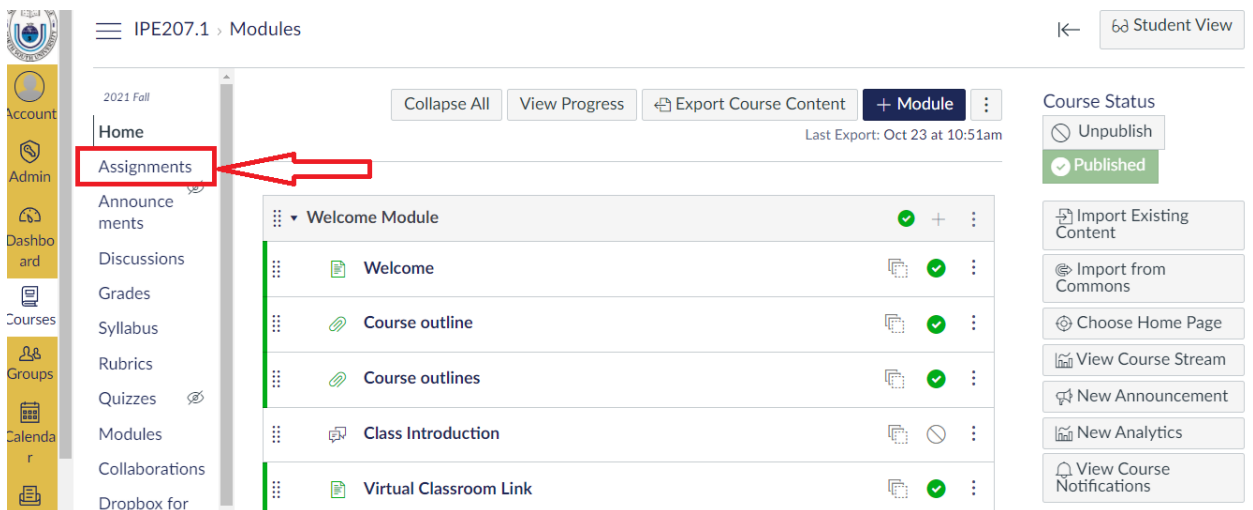 IPE207.1 › Modules
Student View
Account
Admin
Dashbo
ard
Courses
Groups
Calenda
r
2021 Fall
Home
Assignments
Announce
ments
Discussions
Grades
Syllabus
Rubrics
Quizzes
Modules
Collaborations
Dropbox for
Collapse All
View Progress
Export Course Content
+ Module
Last Export: Oct 23 at 10:51am
Welcome Module
Welcome
Course outline
Course outlines
Class Introduction
Virtual Classroom Link
Course Status
Unpublish
Published
Import Existing
Content
Import from
Commons
Choose Home Page
View Course Stream
New Announcement
New Analytics
View Course
Notifications